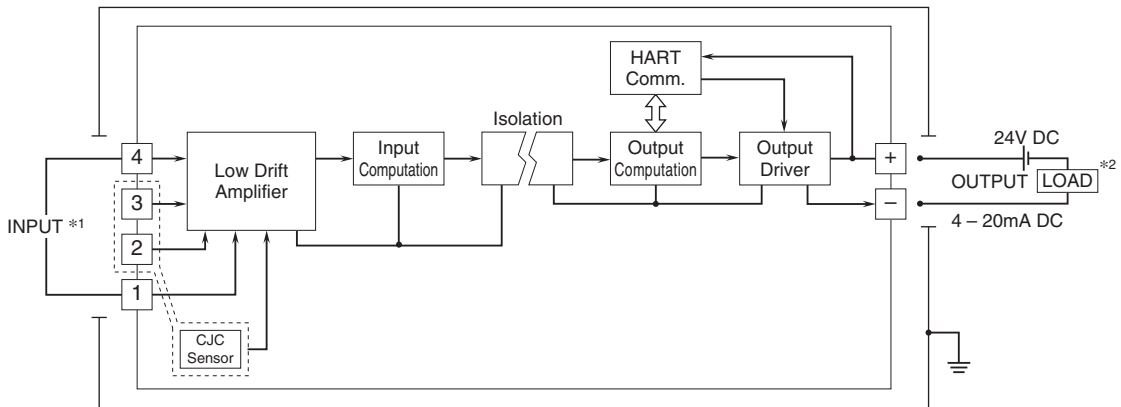 HART
Comm.
Isolation
Low Drift
Amplifier
Input
Computation
Output
Computation
Output
Driver
4
3
2
1
INPUT *1
CJC
Sensor
+
−
24V DC
OUTPUT
LOAD
*2
4 – 20mA DC